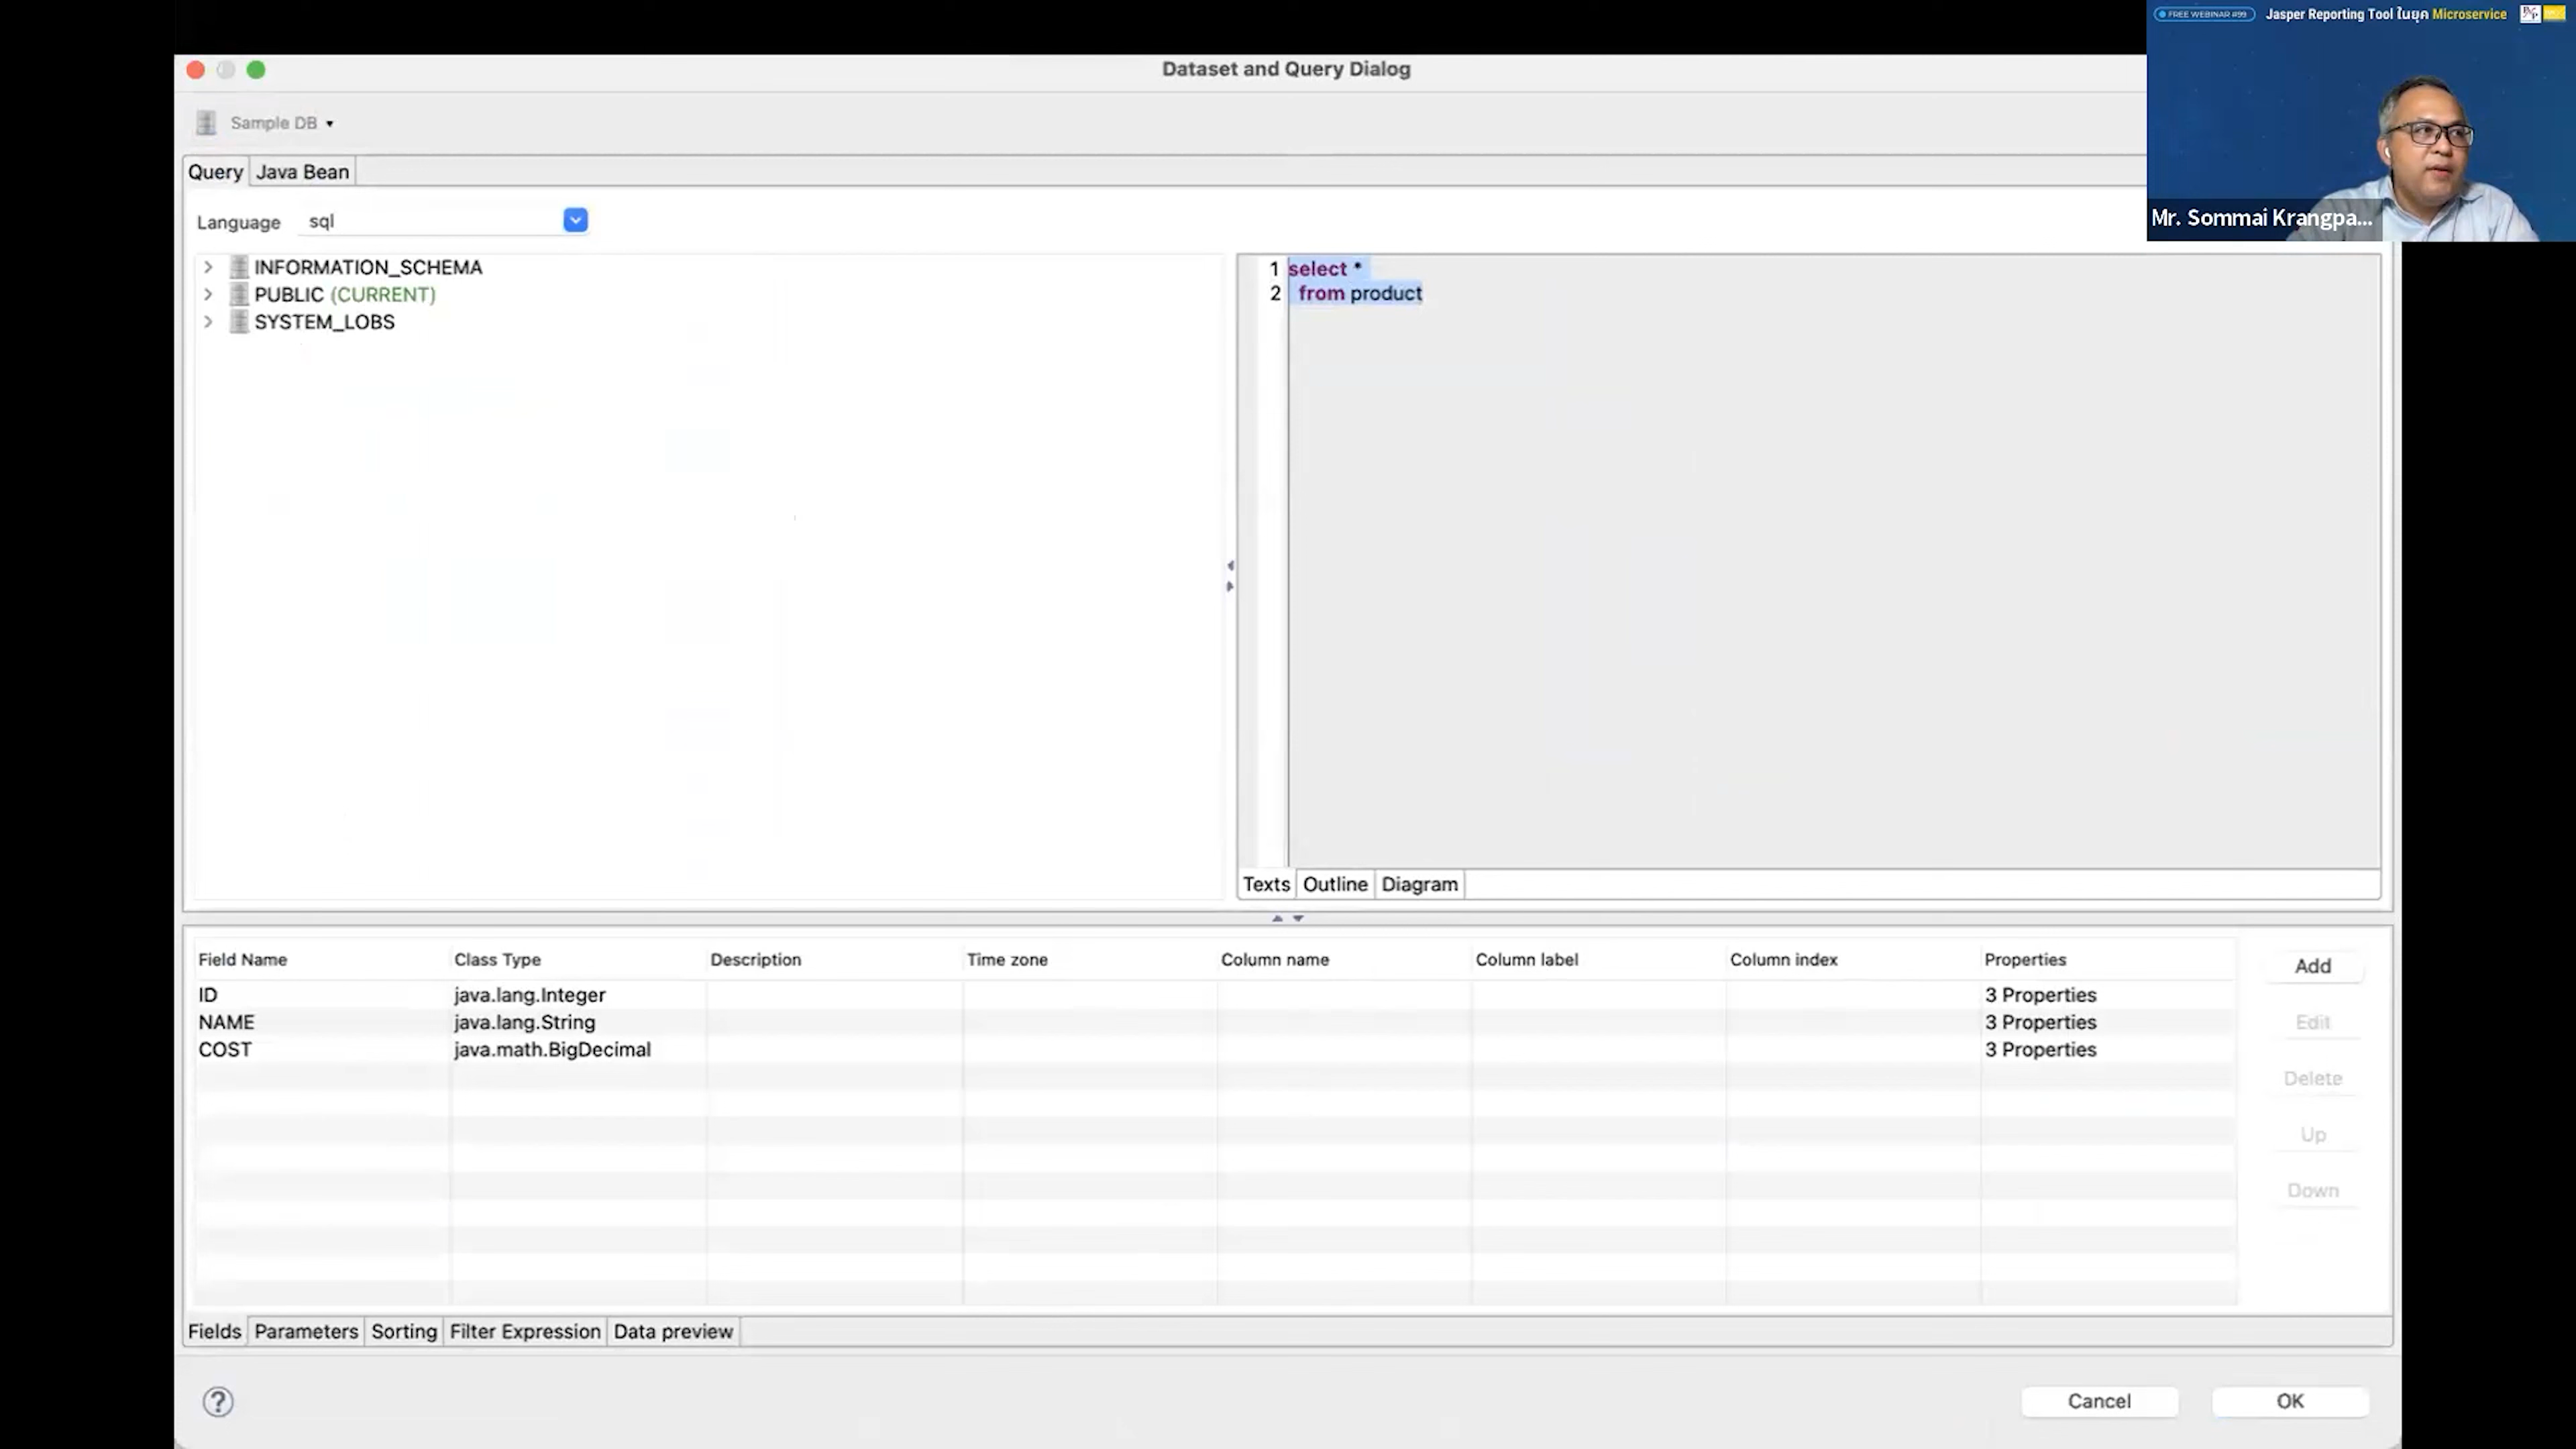 FREE WEBINAR #99 Jasper Reporting Tool ในยุค Microservice
Dataset and Query Dialog
Sample DB
Mr. Sommai Krangpa...
Query Java Bean
Language sql
INFORMATION_SCHEMA
PUBLIC (CURRENT)
SYSTEM_LOBS
1 select *
2 from product
Texts Outline Diagram
Field Name Class Type Description Time zone Column name Column label Column index Properties
Add
ID java.lang.Integer 3 Properties
NAME java.lang.String 3 Properties
Edit
COST java.math.BigDecimal 3 Properties
Delete
Up
Down
Fields Parameters Sorting Filter Expression Data preview
? Cancel OK